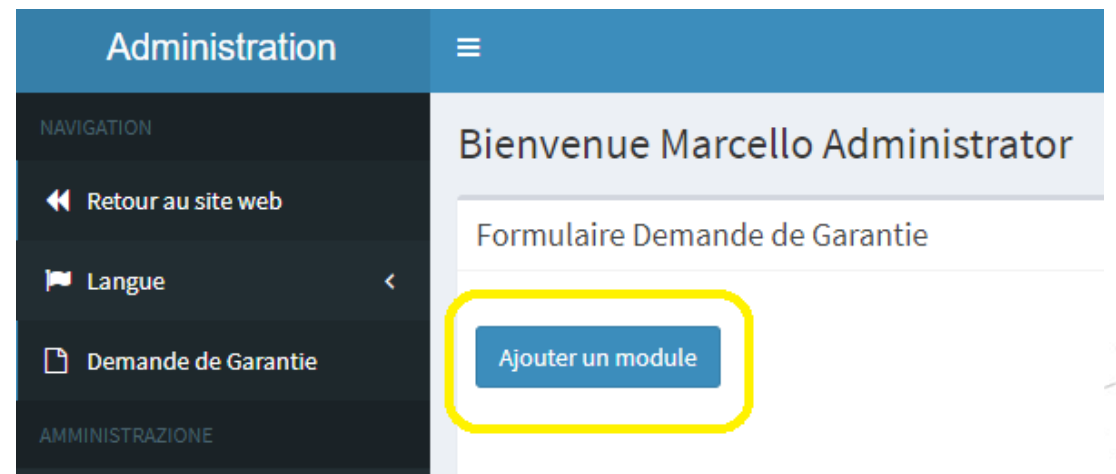 Administration
NAVIGATION
Retour au site web
Langue
Demande de Garantie
AMMINISTRAZIONE
Bienvenue Marcello Administrator
Formulaire Demande de Garantie
Ajouter un module